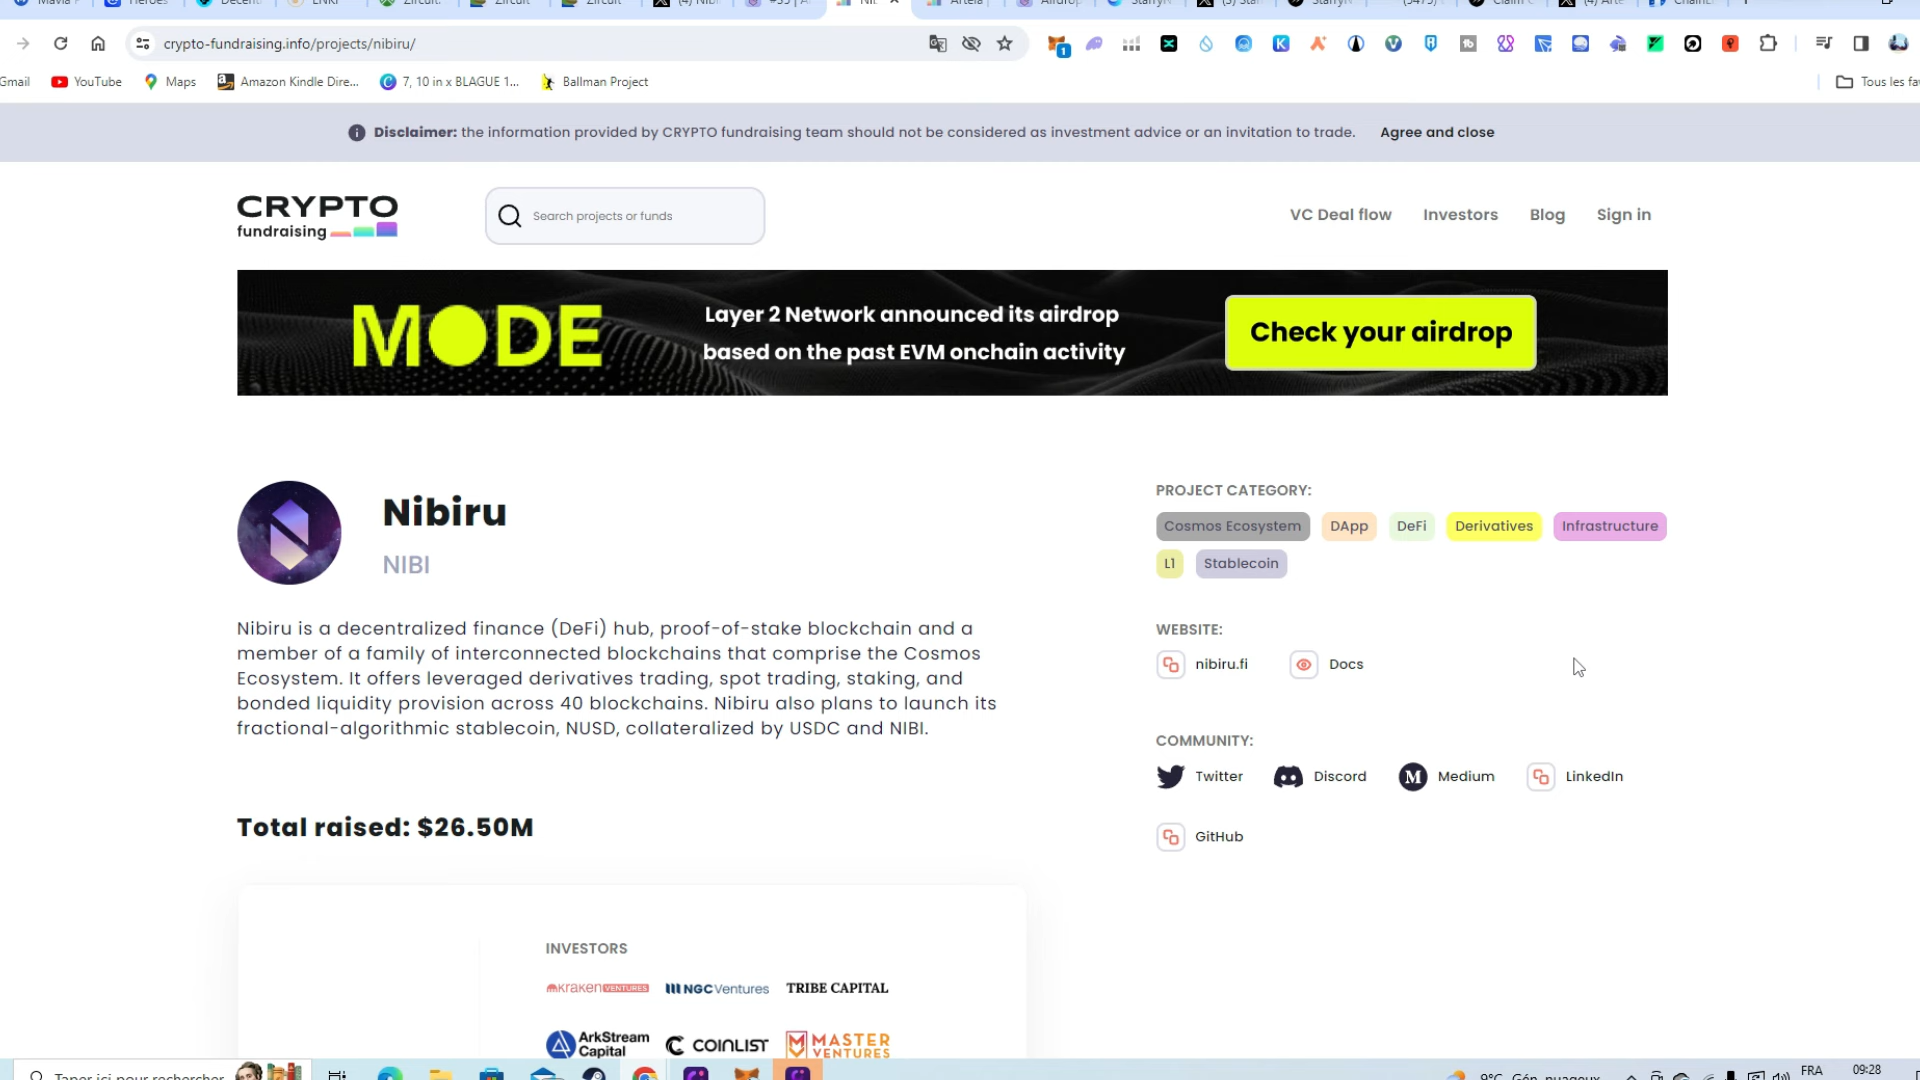 crypto-fundraising.info/projects/nibiru/
1
Gmail
YouTube
Maps
Amazon Kindle Dire...
7, 10 in x BLAGUE 1...
Ballman Project
Tous les fa
Disclaimer: the information provided by CRYPTO fundraising team should not be considered as investment advice or an invitation to trade.
Agree and close
CRYPTO
fundraising
Search projects or funds
VC Deal flow
Investors
Blog
Sign in
MODE
Layer 2 Network announced its airdrop
based on the past EVM onchain activity
Check your airdrop
Nibiru
NIBI
Nibiru is a decentralized finance (DeFi) hub, proof-of-stake blockchain and a
member of a family of interconnected blockchains that comprise the Cosmos
Ecosystem. It offers leveraged derivatives trading, spot trading, staking, and
bonded liquidity provision across 40 blockchains. Nibiru also plans to launch its
fractional-algorithmic stablecoin, NUSD, collateralized by USDC and NIBI.
PROJECT CATEGORY:
Cosmos Ecosystem
DApp
DeFi
Derivatives
Infrastructure
L1
Stablecoin
WEBSITE:
nibiru.fi
Docs
COMMUNITY:
Twitter
Discord
Medium
LinkedIn
GitHub
Total raised: $26.50M
INVESTORS
kraken VENTURES
NGC Ventures
TRIBE CAPITAL
ArkStream
Capital
COINLIST
MASTER
VENTURES
Taper ici pour rechercher
9°C Gén. nuageux
FRA
09:28